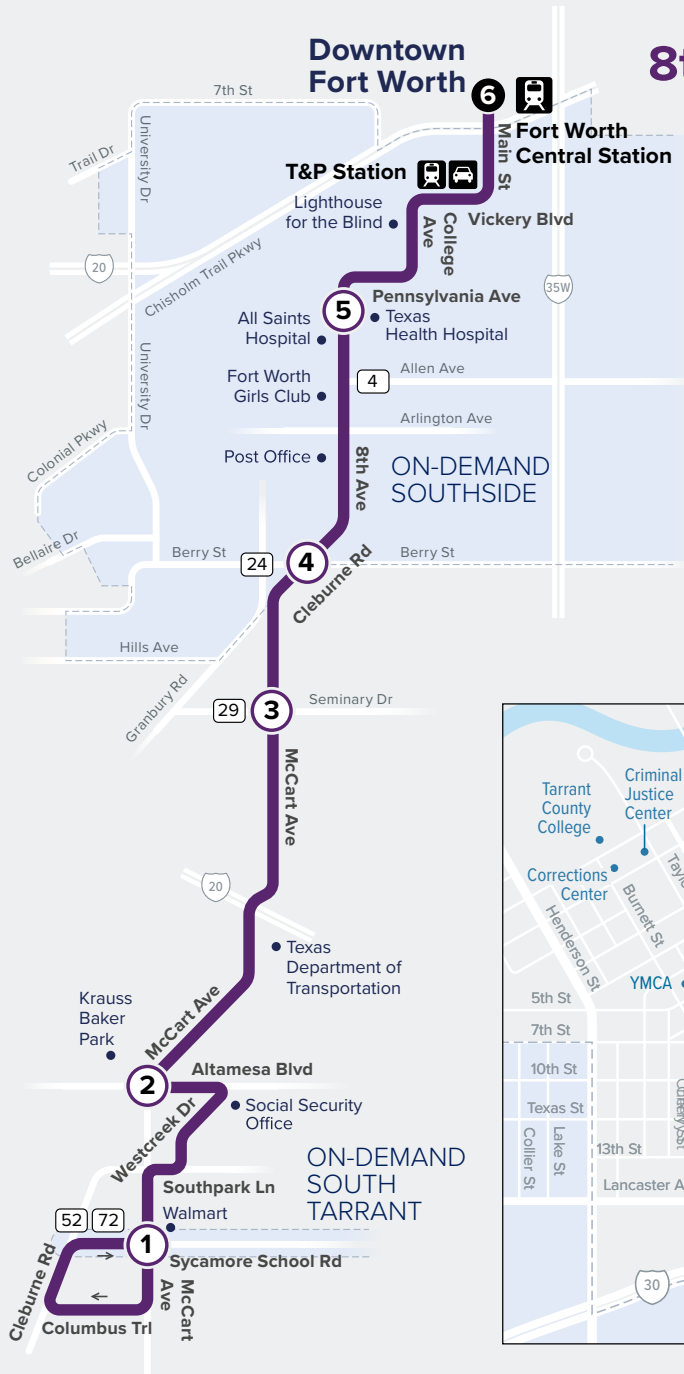 Downtown
Fort Worth
8
6
7th St
Main St
Fort Worth
Central Station
University Dr
Trail Dr
T&P Station
Lighthouse
for the Blind
College
Ave
Vickery Blvd
20
Chisholm Trail Pkwy
35W
Pennsylvania Ave
5
Texas
Health Hospital
All Saints
Hospital
University Dr
4
Allen Ave
Fort Worth
Girls Club
Arlington Ave
Colonial Pkwy
Post Office
8th Ave
ON-DEMAND
SOUTHSIDE
Bellaire Dr
Berry St
24
4
Cleburne Rd
Berry St
Hills Ave
Granbury Rd
29
3
Seminary Dr
McCart Ave
20
Texas
Department of
Transportation
Krauss
Baker
Park
McCart Ave
2
Altamesa Blvd
Westcreek Dr
Social Security
Office
ON-DEMAND
SOUTH
TARRANT
Southpark Ln
Walmart
52
72
1
Sycamore School Rd
Cleburne Rd
McCart
Ave
Columbus Trl
Tarrant
County
College
Criminal
Justice
Center
Corrections
Center
Burnett St
Henderson St
YMCA
5th St
7th St
10th St
Texas St
Collier St
Lake St
13th St
Lancaster A
30